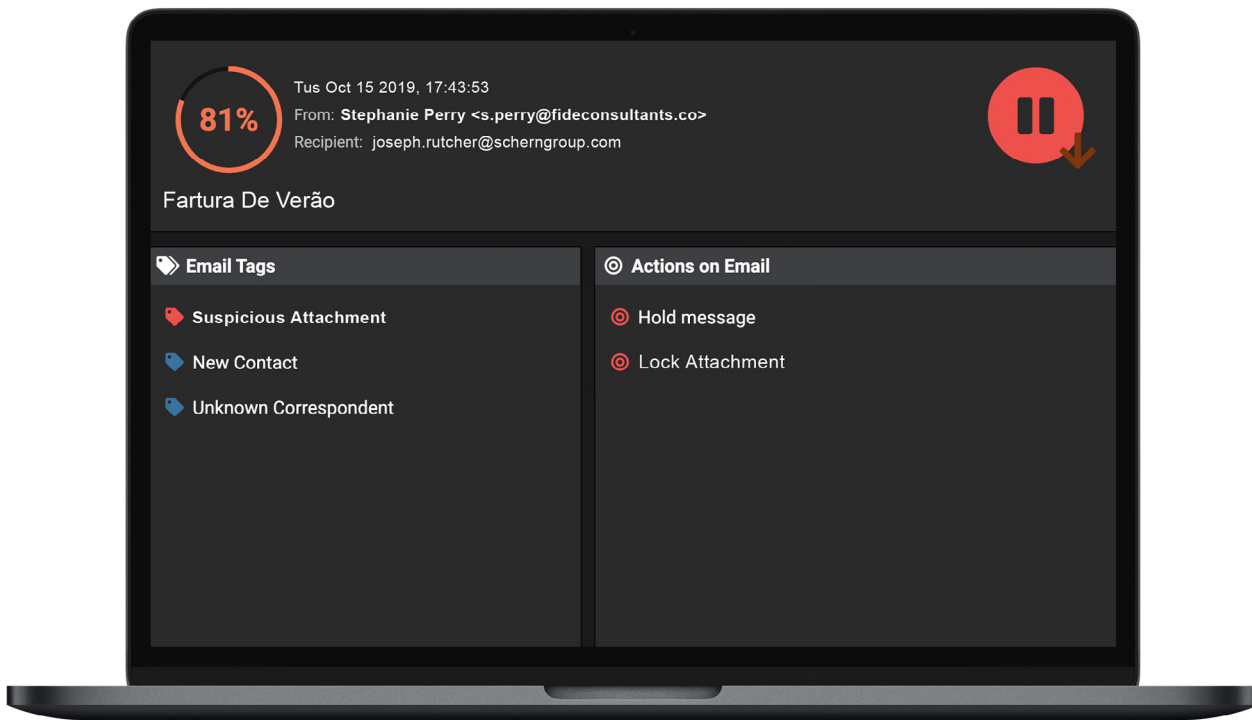 81%
Tue Oct 15 2019, 17:43:53
From: Stephanie Perry <s.perry@fideconsultants.co>
Recipient: joseph.rutcher@scherngroup.com
Fartura De Verão
Email Tags
Suspicious Attachment
New Contact
Unknown Correspondent
Actions on Email
Hold message
Lock Attachment